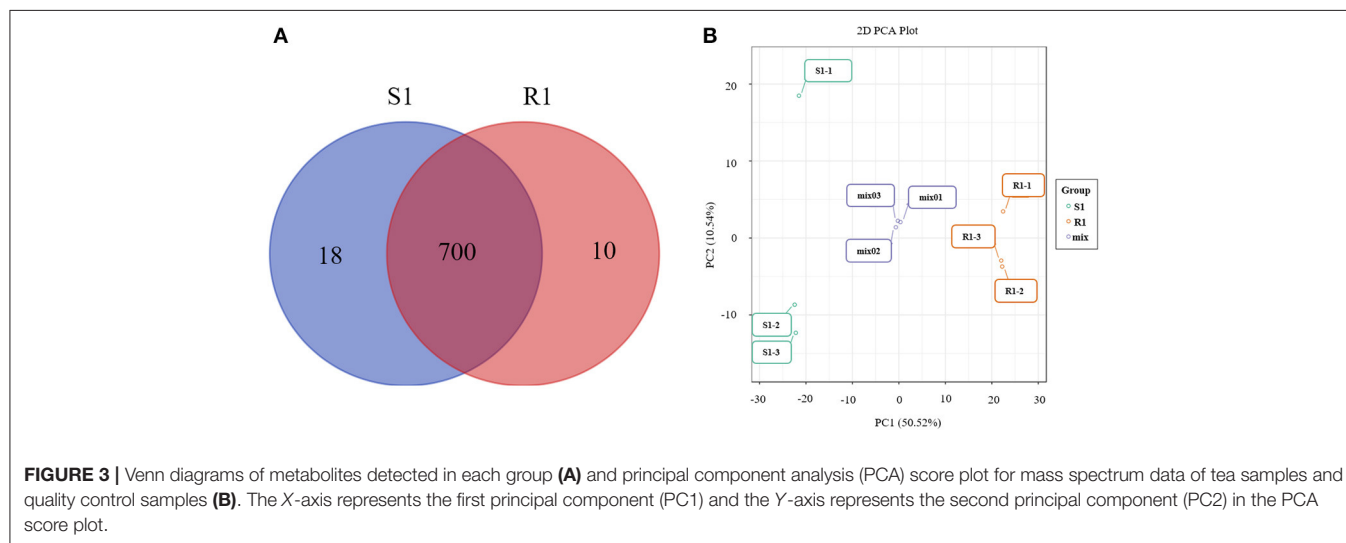 A
S1
R1
18
700
10
B
2D PCA Plot
20
10
0
-10
PC2 (10.54%)
S1-1
mix03
mix01
mix02
R1-1
R1-3
R1-2
S1-2
S1-3
-30
-20
-10
0
10
20
30
PC1 (50.52%)
Group
S1
R1
mix
FIGURE 3 | Venn diagrams of metabolites detected in each group (A) and principal component analysis (PCA) score plot for mass spectrum data of tea samples and
quality control samples (B). The X-axis represents the first principal component (PC1) and the Y-axis represents the second principal component (PC2) in the PCA
score plot.